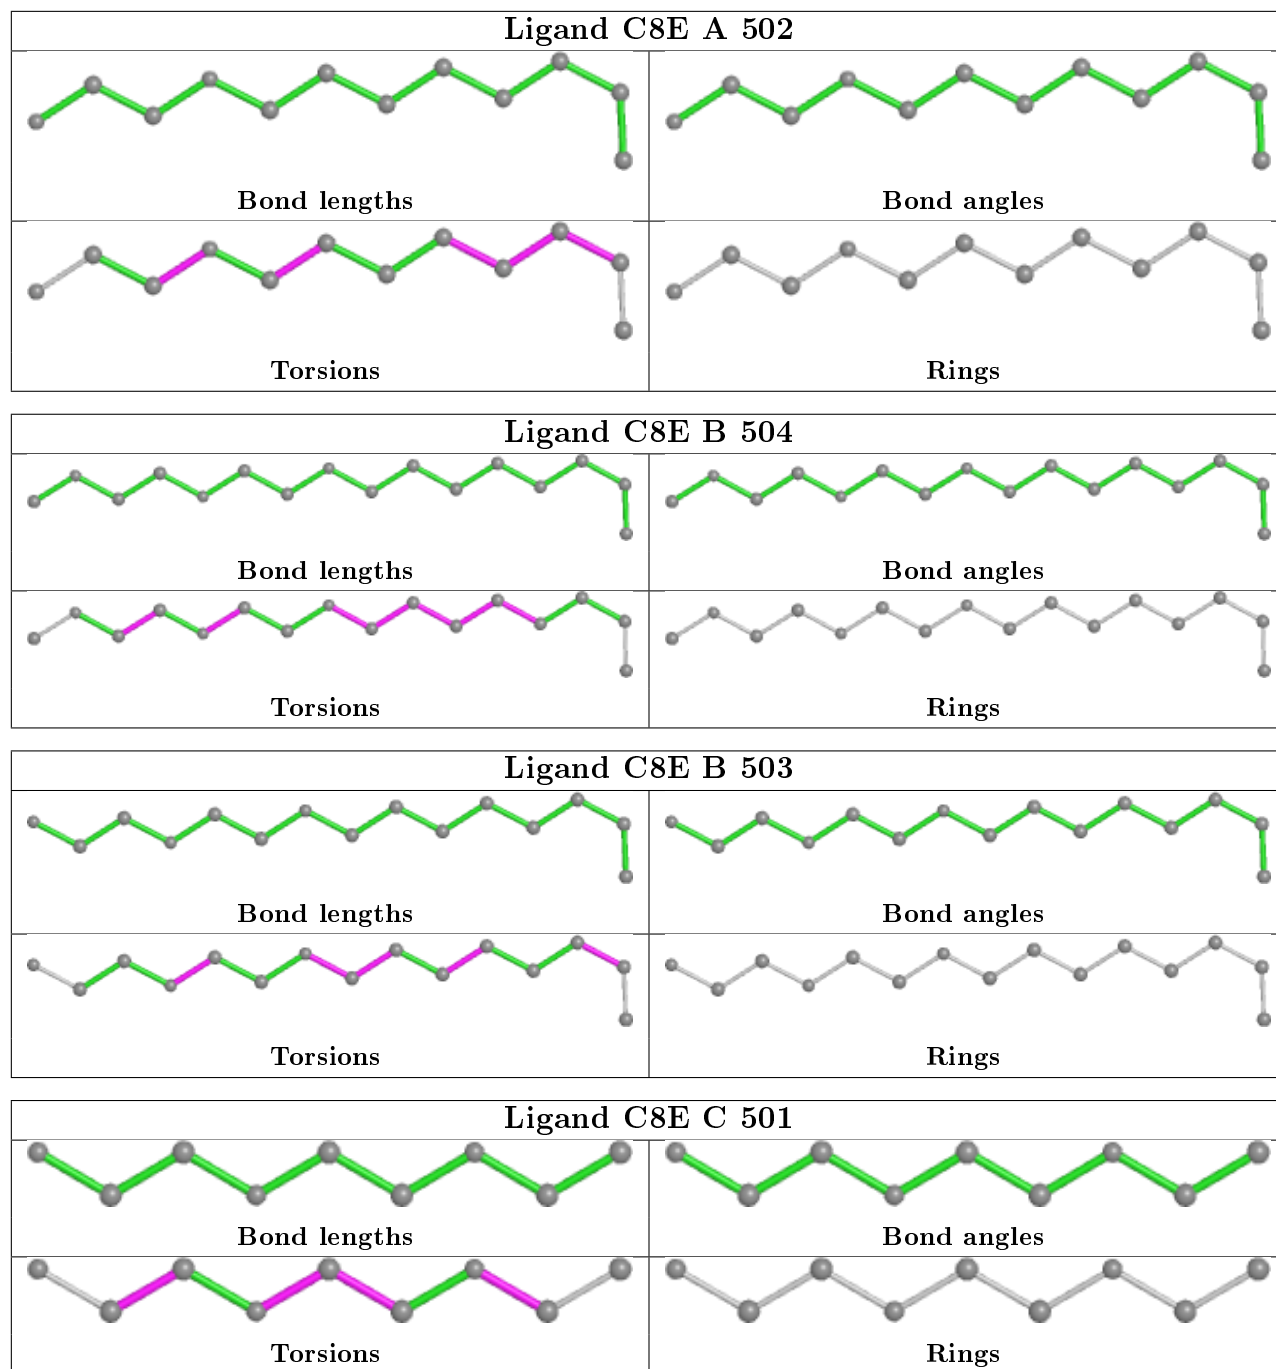 Ligand C8E A 502
Bond lengths
Bond angles
Torsions
Rings
Ligand C8E B 504
Bond lengths
Bond angles
Torsions
Rings
Ligand C8E B 503
Bond lengths
Bond angles
Torsions
Rings
Ligand C8E C 501
Bond lengths
Bond angles
Torsions
Rings